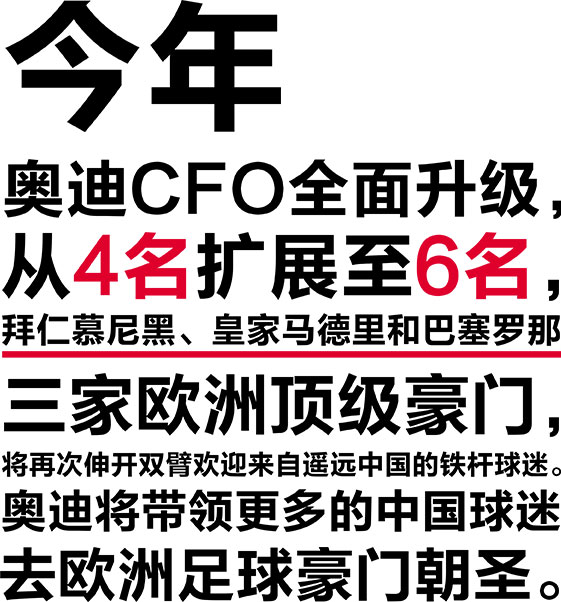 今年
奥迪CFO全面升级，
从4名扩展至6名，
拜仁慕尼黑、皇家马德里和巴塞罗那
三家欧洲顶级豪门，
将再次伸开双臂欢迎来自遥远中国的铁杆球迷。
奥迪将带领更多的中国球迷
去欧洲足球豪门朝圣。